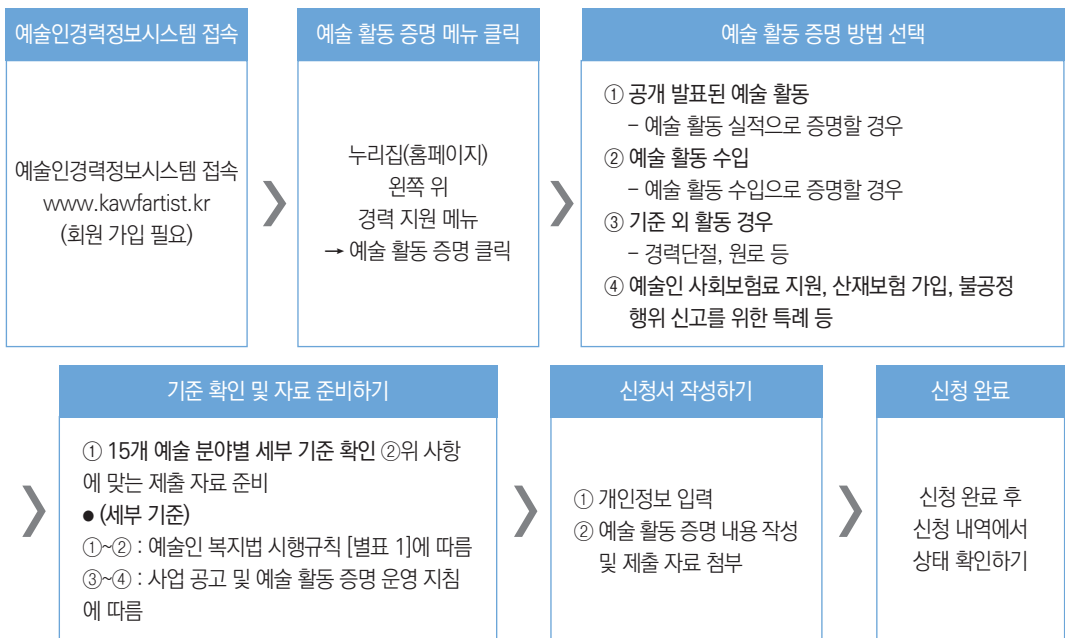 예술인경력정보시스템 접속
예술인경력정보시스템 접속
www.kawfartist.kr
(회원 가입 필요)
예술 활동 증명 메뉴 클릭
누리집(홈페이지)
왼쪽 위
경력 지원 메뉴
→ 예술 활동 증명 클릭
예술 활동 증명 방법 선택
① 공개 발표된 예술 활동
- 예술 활동 실적으로 증명할 경우
② 예술 활동 수입
- 예술 활동 수입으로 증명할 경우
③ 기준 외 활동 경우
- 경력단절, 원로 등
④ 예술인 사회보험료 지원, 산재보험 가입, 불공정
행위 신고를 위한 특례 등
기준 확인 및 자료 준비하기
① 15개 예술 분야별 세부 기준 확인 ②위 사항
에 맞는 제출 자료 준비
● (세부 기준)
①~② : 예술인 복지법 시행규칙 [별표 1]에 따름
③~④ : 사업 공고 및 예술 활동 증명 운영 지침
에 따름
신청서 작성하기
① 개인정보 입력
② 예술 활동 증명 내용 작성
및 제출 자료 첨부
신청 완료
신청 완료 후
신청 내역에서
상태 확인하기